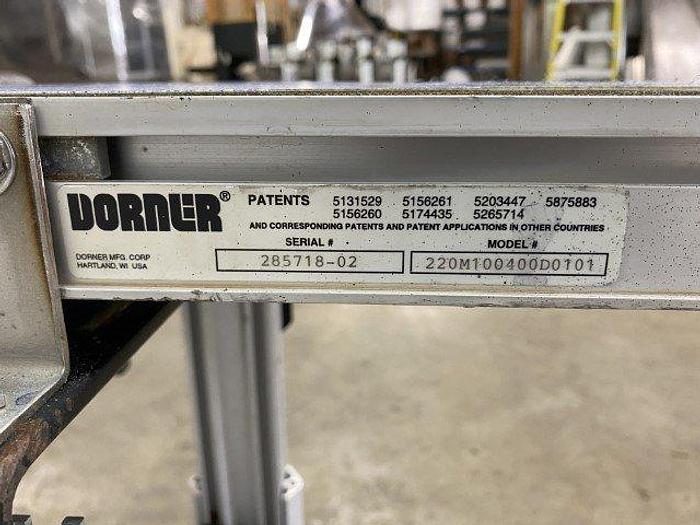 DORNER® PATENTS 5131529 5156261 5203447 5875883
5156260 5174435 5265714
AND CORRESPONDING PATENTS AND PATENT APPLICATIONS IN OTHER COUNTRIES
SERIAL # MODEL #
DORNER MFG. CORP 285718-02 220M100400D0101
HARTLAND, WI USA